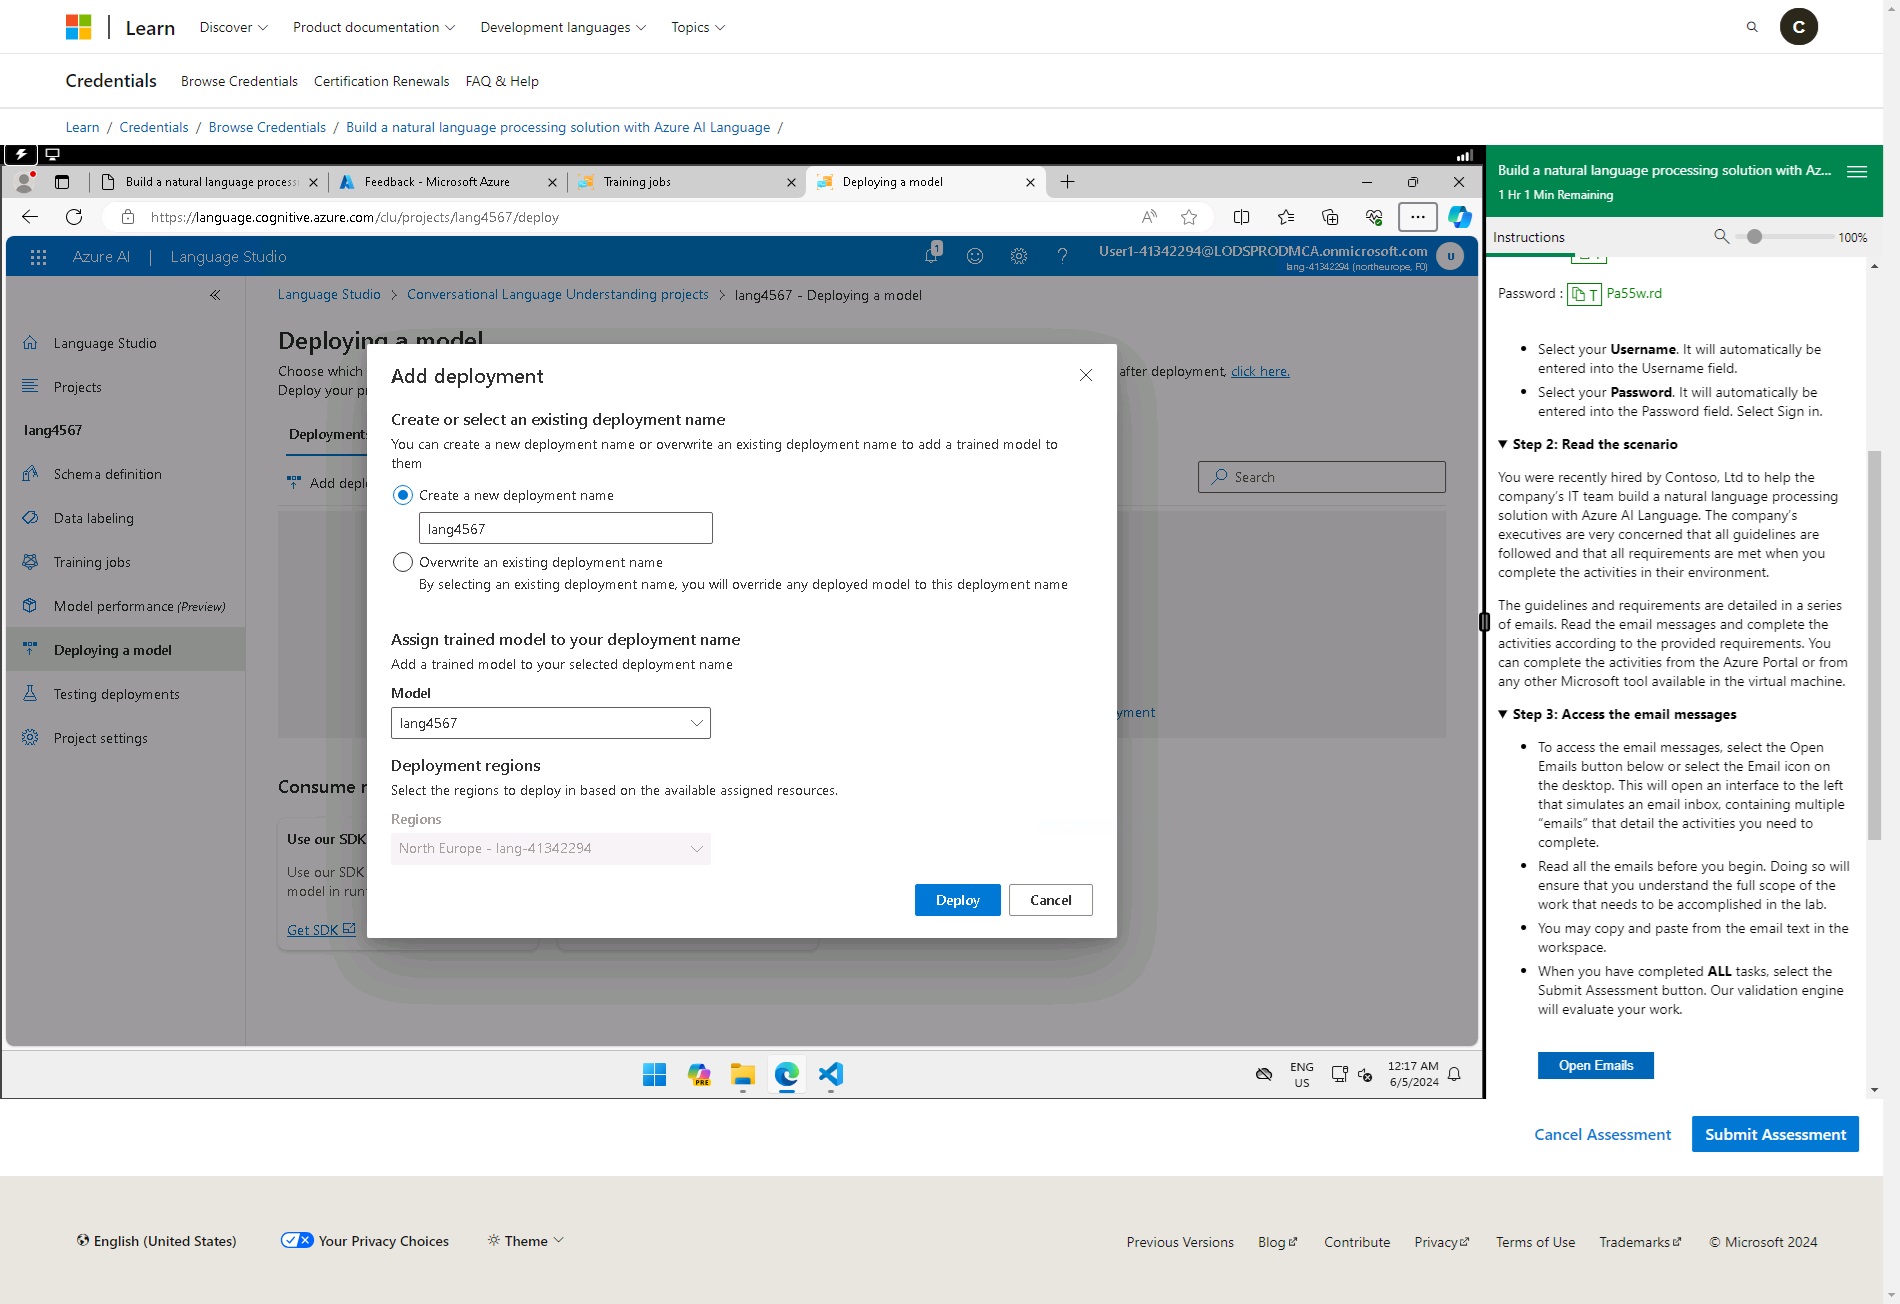 Learn
Discover
Product documentation
Development languages
Topics
C
Credentials
Browse Credentials
Certification Renewals
FAQ & Help
Learn / Credentials / Browse Credentials / Build a natural language processing solution with Azure AI Language /
Build a natural language process
Feedback - Microsoft Azure
Training jobs
Deploying a model
https://language.cognitive.azure.com/clu/projects/lang4567/deploy
Azure AI | Language Studio
1
User1-41342294@LODSPRODMCA.onmicrosoft.com
lang-41342294 (northeurope, F0)
U
Language Studio > Conversational Language Understanding projects > lang4567 - Deploying a model
Language Studio
Projects
lang4567
Schema definition
Data labeling
Training jobs
Model performance (Preview)
Deploying a model
Testing deployments
Project settings
Deploying a model
Choose which
after deployment, click here.
Deploy your p
Deployment
Add depl
Search
yment
Consume
Use our SDK
Use our SDK
model in run
Get SDK
Add deployment
Create or select an existing deployment name
You can create a new deployment name or overwrite an existing deployment name to add a trained model to
them
Create a new deployment name
lang4567
Overwrite an existing deployment name
By selecting an existing deployment name, you will override any deployed model to this deployment name
Assign trained model to your deployment name
Add a trained model to your selected deployment name
Model
lang4567
Deployment regions
Select the regions to deploy in based on the available assigned resources.
Regions
North Europe - lang-41342294
Deploy
Cancel
PRE
ENG
US
12:17 AM
6/5/2024
Build a natural language processing solution with Az...
1 Hr 1 Min Remaining
Instructions
100%
Password : T Pa55w.rd
• Select your Username. It will automatically be
entered into the Username field.
• Select your Password. It will automatically be
entered into the Password field. Select Sign in.
▼ Step 2: Read the scenario
You were recently hired by Contoso, Ltd to help the
company's IT team build a natural language processing
solution with Azure AI Language. The company's
executives are very concerned that all guidelines are
followed and that all requirements are met when you
complete the activities in their environment.
The guidelines and requirements are detailed in a series
of emails. Read the email messages and complete the
activities according to the provided requirements. You
can complete the activities from the Azure Portal or from
any other Microsoft tool available in the virtual machine.
▼ Step 3: Access the email messages
• To access the email messages, select the Open
Emails button below or select the Email icon on
the desktop. This will open an interface to the left
that simulates an email inbox, containing multiple
“emails” that detail the activities you need to
complete.
• Read all the emails before you begin. Doing so will
ensure that you understand the full scope of the
work that needs to be accomplished in the lab.
• You may copy and paste from the email text in the
workspace.
• When you have completed ALL tasks, select the
Submit Assessment button. Our validation engine
will evaluate your work.
Open Emails
Cancel Assessment
Submit Assessment
English (United States)
Your Privacy Choices
Theme
Previous Versions
Blog
Contribute
Privacy
Terms of Use
Trademarks
© Microsoft 2024